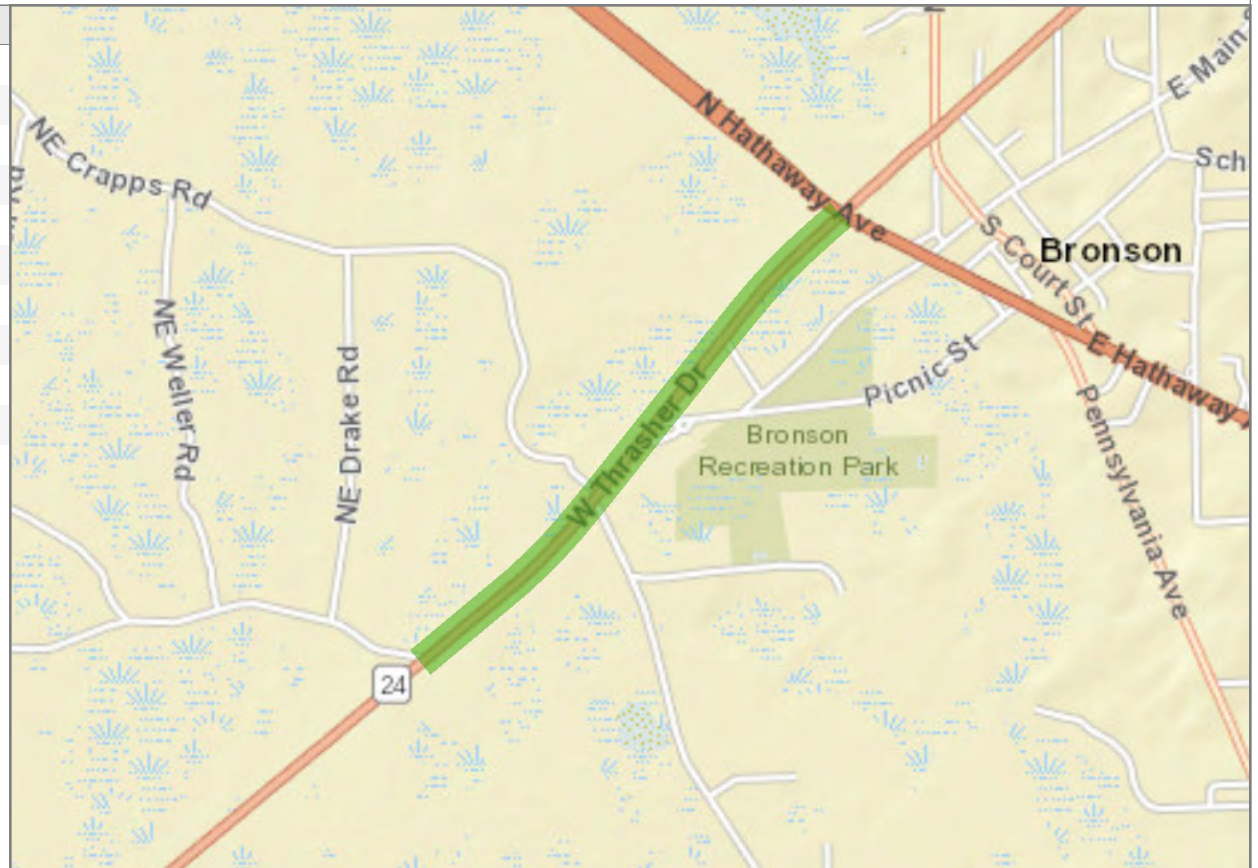 N Hathaway Ave
E Main
NE Crapps Rd
Sch
S Court St
Bronson
NE Weller Rd
NE Drake Rd
W Thrasher Dr
E Hathaway
Picnic St
Pennsylvania Ave
Bronson
Recreation Park
24